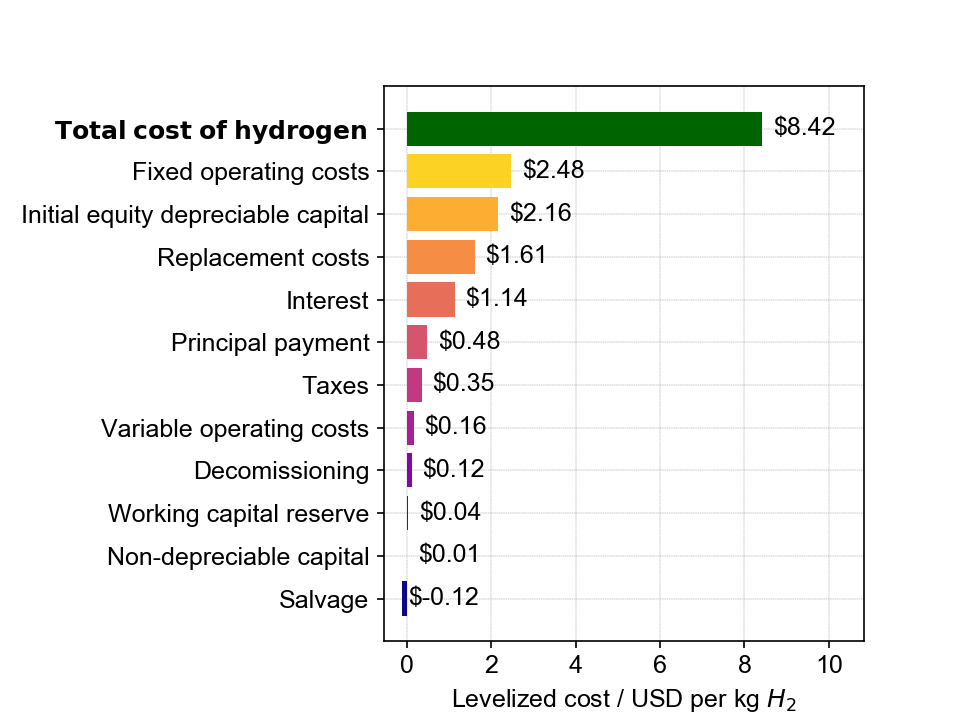 Total cost of hydrogen $8.42
Fixed operating costs $2.48
Initial equity depreciable capital $2.16
Replacement costs $1.61
Interest $1.14
Principal payment $0.48
Taxes $0.35
Variable operating costs $0.16
Decomissioning $0.12
Working capital reserve $0.04
Non-depreciable capital $0.01
Salvage $-0.12
0 2 4 6 8 10
Levelized cost / USD per kg H₂